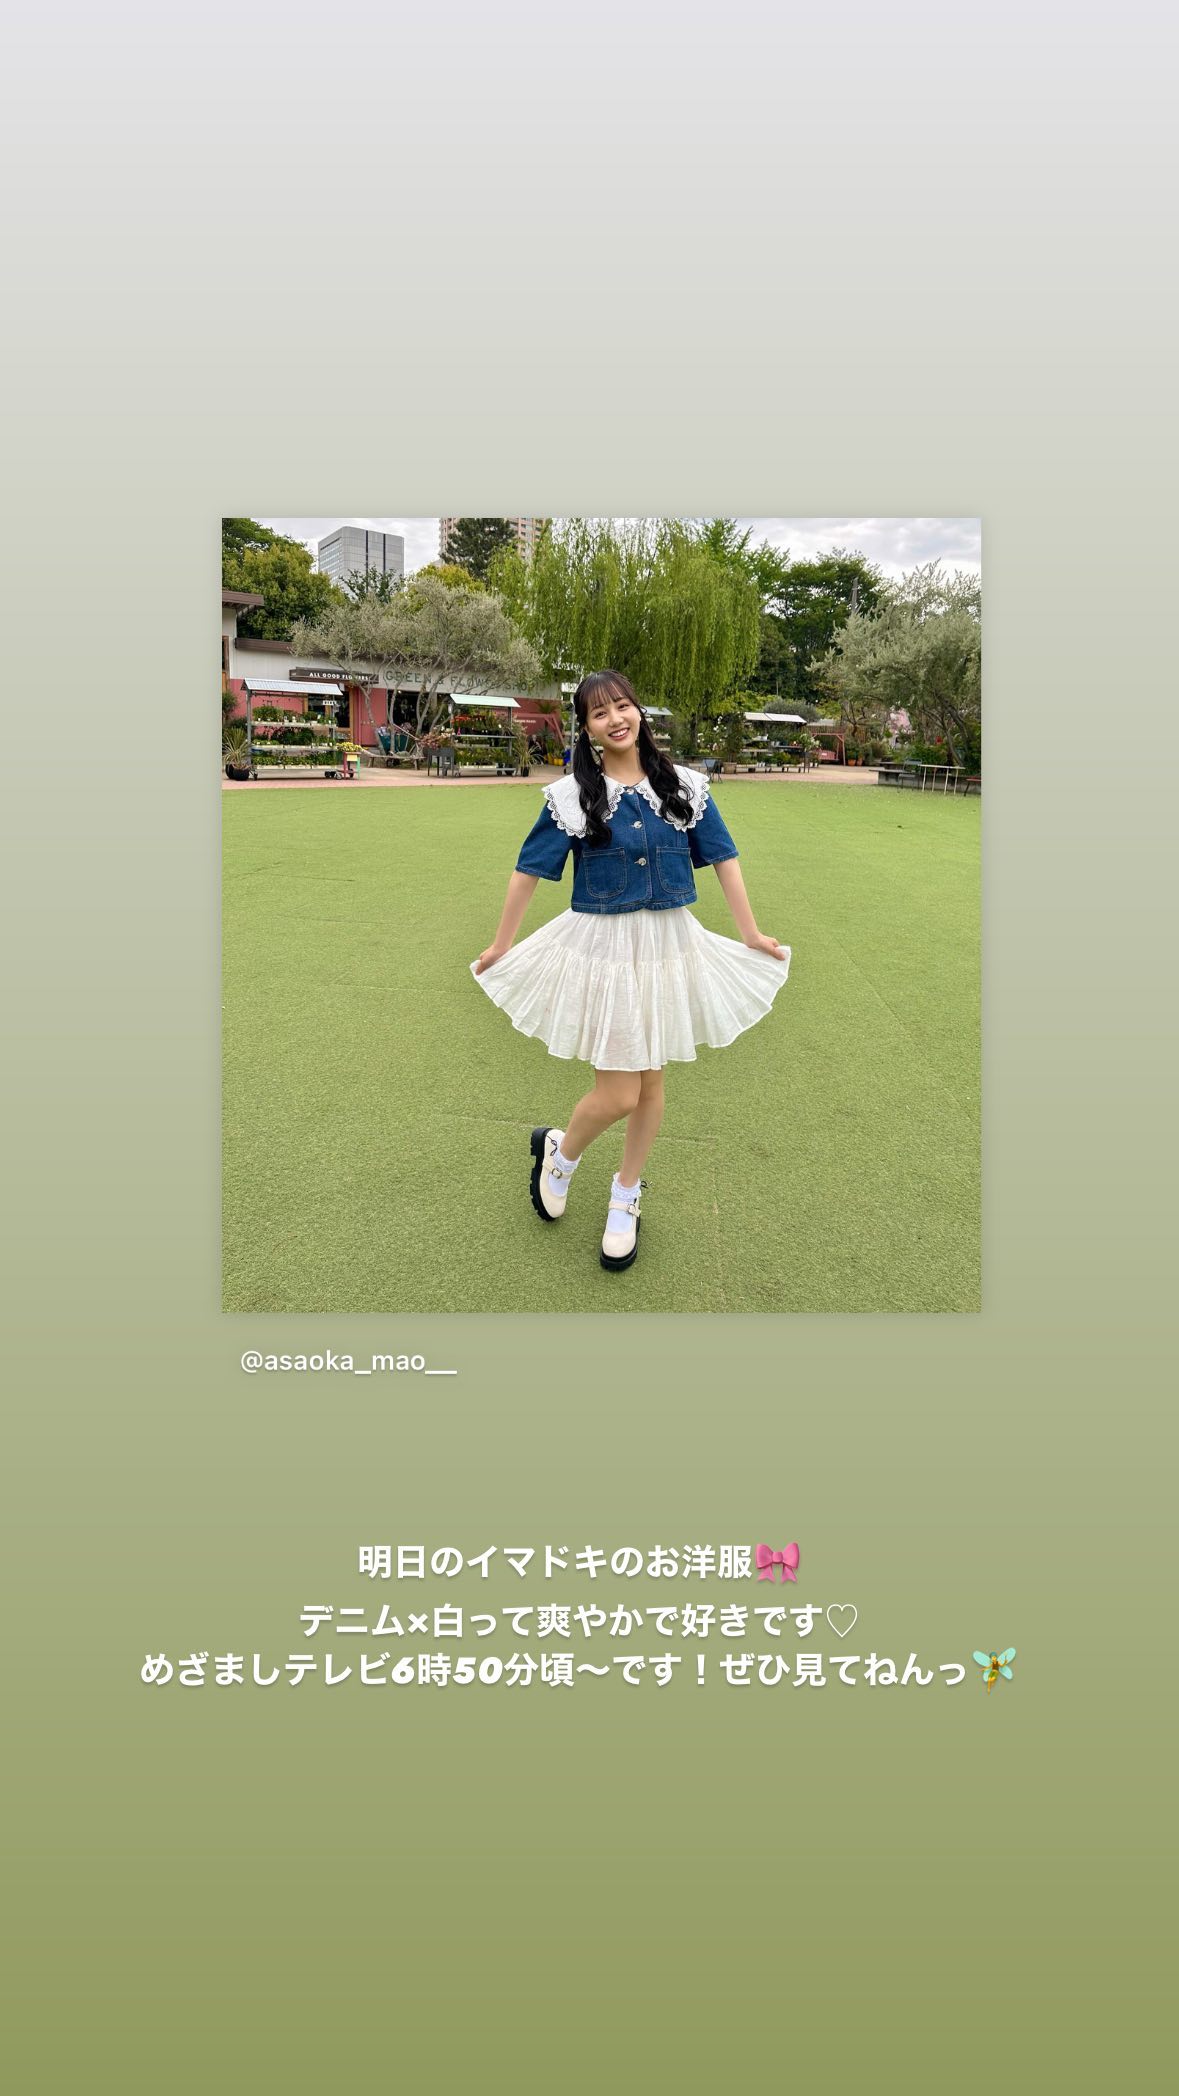 ALL GOOD FLOWERS
GREEN & FLOWER
@asaoka_mao__
明日のイマドキのお洋服🎀
デニム×白って爽やかで好きです♡
めざましテレビ6時50分頃〜です！ぜひ見てねんっ🧚